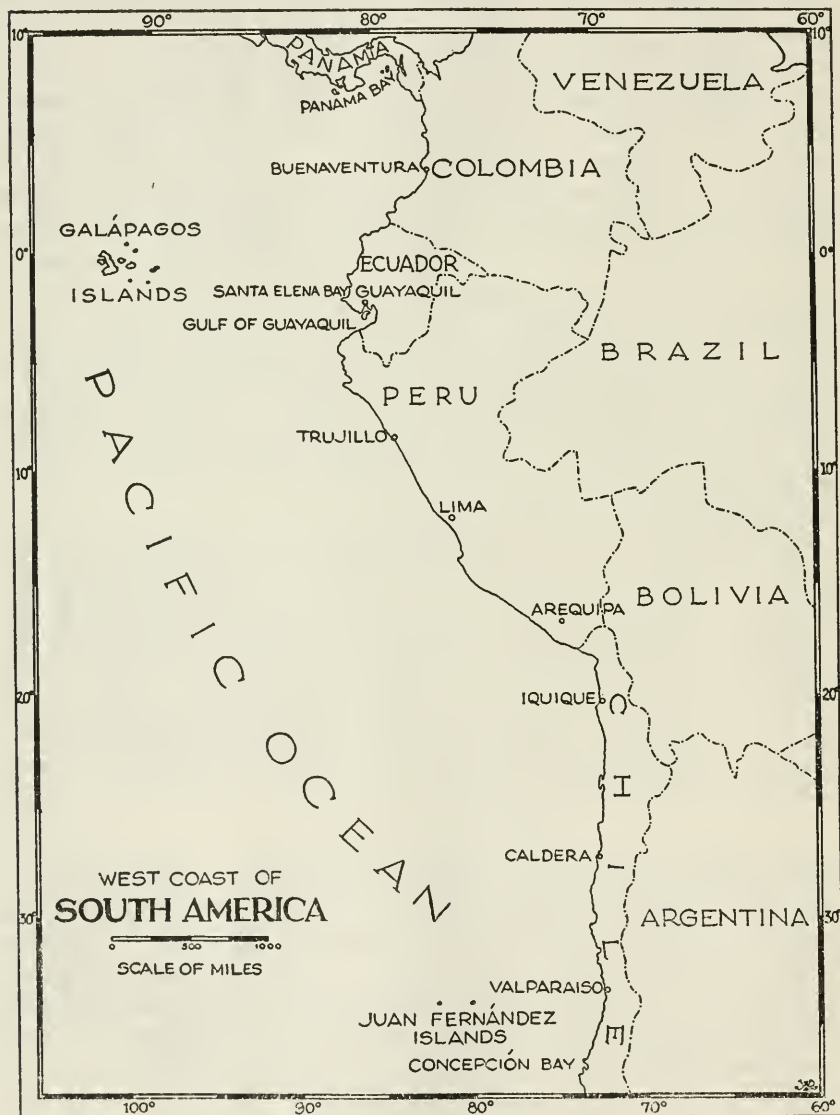 90° 80° 70° 60°
10° 10°
PANAMA
PANAMA BAY
VENEZUELA
BUENAVENTURA
COLOMBIA
GALÁPAGOS
ISLANDS
0° 0°
ECUADOR
SANTA ELENA BAY
GUAYAQUIL
GULF OF GUAYAQUIL
BRAZIL
PERU
TRUJILLO
10° 10°
LIMA
BOLIVIA
AREQUIPA
PACIFIC OCEAN
20° 20°
IQUIQUE
CHILE
CALDERA
WEST COAST OF
SOUTH AMERICA
500 1000
SCALE OF MILES
30° 30°
ARGENTINA
VALPARAISO
JUAN FERNÁNDEZ
ISLANDS
CONCEPCIÓN BAY
100° 90° 80° 70° 60°